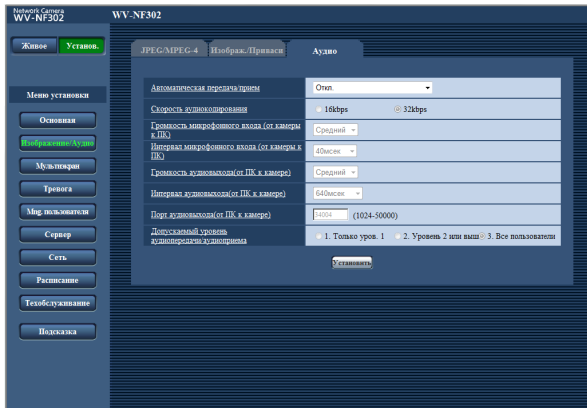 Network Camera
WV-NF302
WV-NF302
Живое
Установ.
JPEG/MPEG-4
Изображ./Приваси
Аудио
Меню установки
Основная
Изображение/Аудио
Мультиэкран
Тревога
Mng. пользователя
Сервер
Сеть
Расписание
Техобслуживание
Подсказка
Автоматическая передача/прием
Откл.
Скорость аудиокодирования
16kbps
32kbps
Громкость микрофонного входа (от камеры
к ПК)
Средний
Интервал микрофонного входа (от камеры к
ПК)
40мсек
Громкость аудиовыхода(от ПК к камере)
Средний
Интервал аудиовыхода(от ПК к камере)
640мсек
Порт аудиовыхода(от ПК к камере)
34004
(1024-50000)
Допускаемый уровень
аудиопередачи/аудиоприема
1. Только уров. 1
2. Уровень 2 или выш
3. Все пользователи
Установить